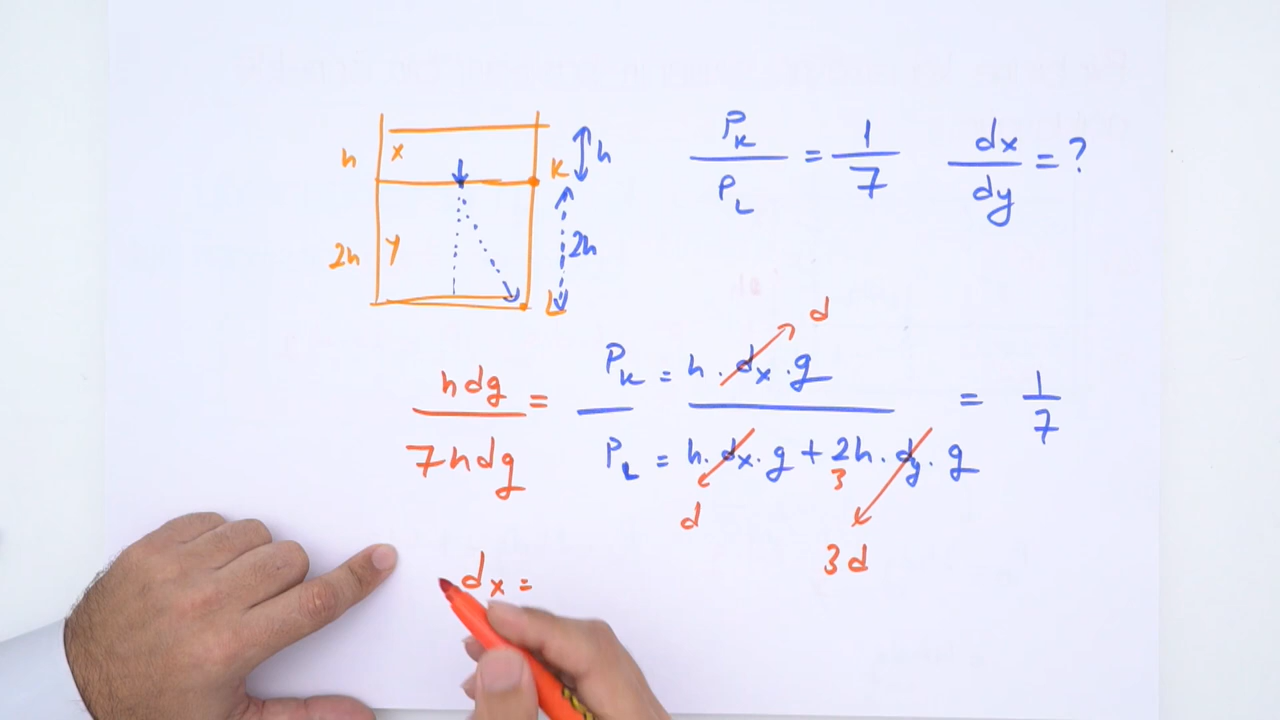 h x K h
2h y 2h L
P_K / P_L = 1/7 dx/dy = ?
hdg / 7hdg = P_K = h . dx . g / P_L = h . dx . g + 2h . dy . g = 1/7
d
d 3 3d
dx =